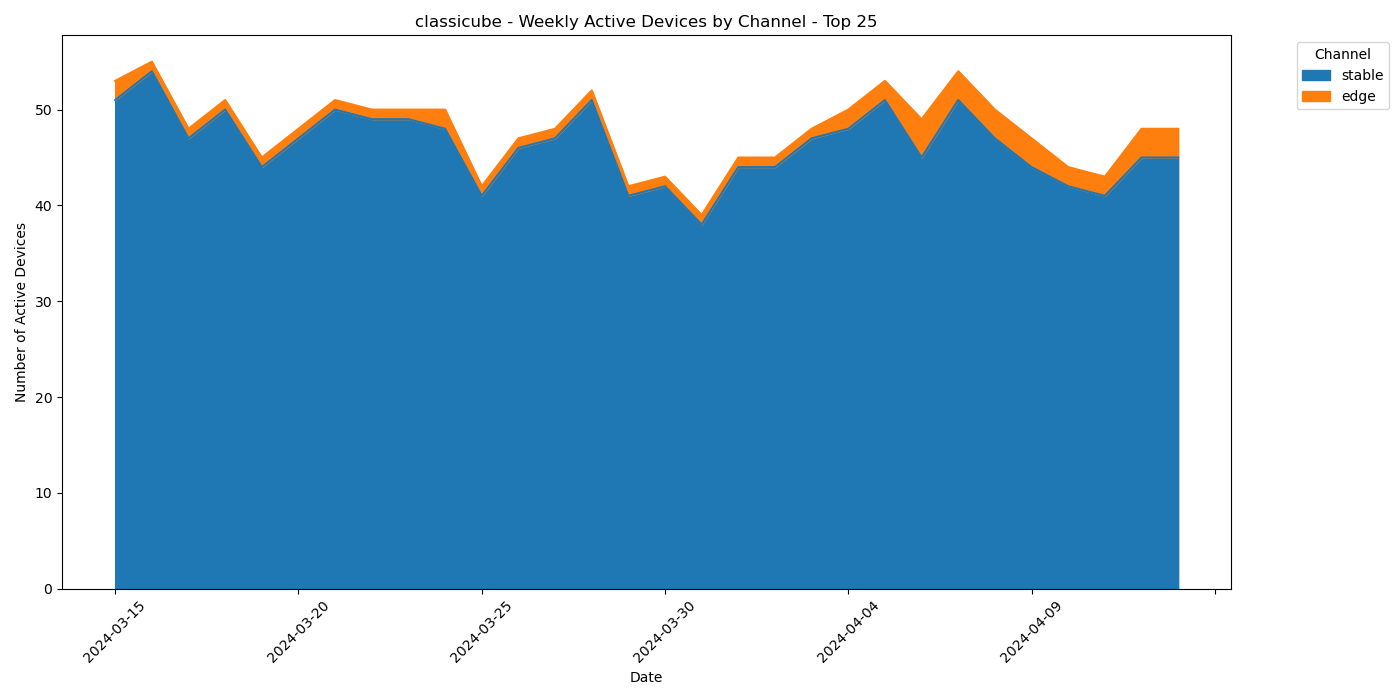 classicube - Weekly Active Devices by Channel - Top 25
Channel
stable
edge
Number of Active Devices
50
40
30
20
10
0
2024-03-15
2024-03-20
2024-03-25
2024-03-30
2024-04-04
2024-04-09
Date